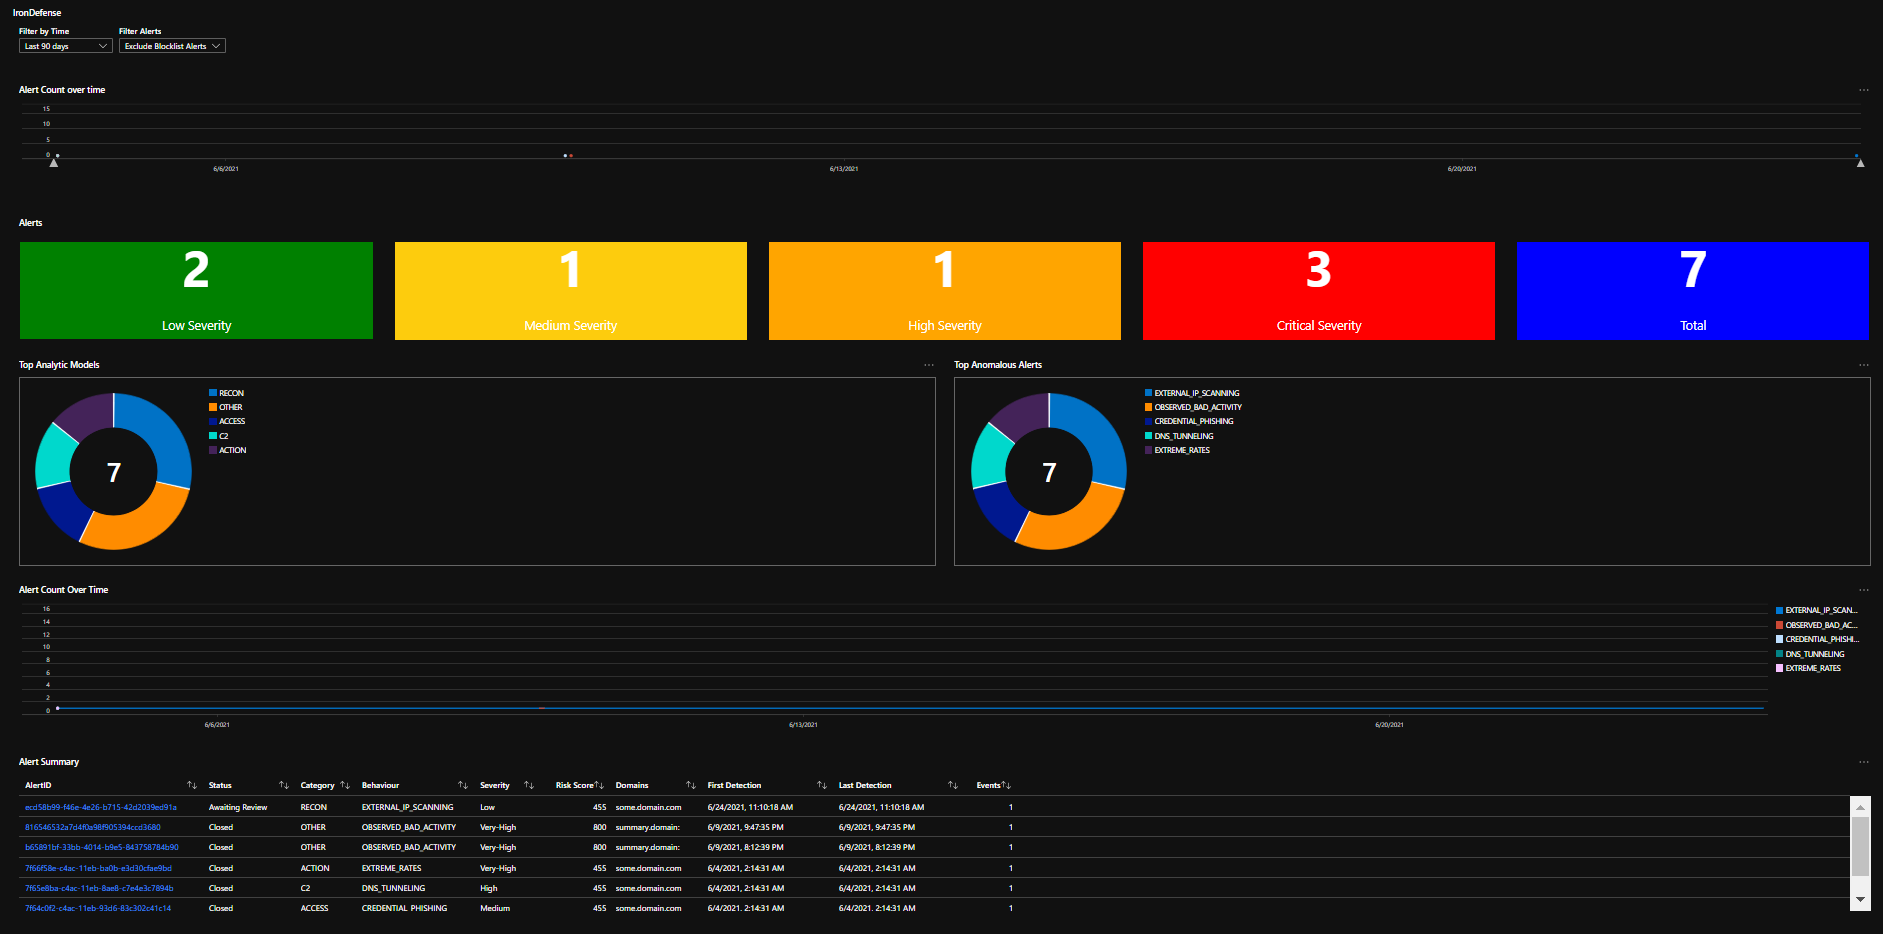 IronDefense
Filter by Time Filter Alerts
Last 90 days Exclude Blocklist Alerts
Alert Count over time
15
10
5
0
6/6/2021 6/13/2021 6/20/2021
Alerts
2 1 1 3 7
Low Severity Medium Severity High Severity Critical Severity Total
Top Analytic Models
RECON
OTHER
ACCESS
C2
ACTION
7
Top Anomalous Alerts
EXTERNAL_IP_SCANNING
OBSERVED_BAD_ACTIVITY
CREDENTIAL_PHISHING
DNS_TUNNELING
EXTREME_RATES
7
Alert Count Over Time
16
14
12
10
8
6
4
2
0
6/6/2021 6/13/2021 6/20/2021
EXTERNAL_IP_SCAN...
OBSERVED_BAD_AC...
CREDENTIAL_PHISHI...
DNS_TUNNELING
EXTREME_RATES
Alert Summary
AlertID Status Category Behaviour Severity Risk Score Domains First Detection Last Detection Events
ecd58b99-f46e-4e26-b715-42d2039ed91a Awaiting Review RECON EXTERNAL_IP_SCANNING Low 455 some.domain.com 6/24/2021, 11:10:18 AM 6/24/2021, 11:10:18 AM 1
816546532a7d4f0a98f905394ccd3680 Closed OTHER OBSERVED_BAD_ACTIVITY Very-High 800 summary.domain: 6/9/2021, 9:47:35 PM 6/9/2021, 9:47:35 PM 1
b65891bf-33bb-4014-b9e5-843758784b90 Closed OTHER OBSERVED_BAD_ACTIVITY Very-High 800 summary.domain: 6/9/2021, 8:12:39 PM 6/9/2021, 8:12:39 PM 1
7f66f58e-c4ac-11eb-ba0b-e3d30cfae9bd Closed ACTION EXTREME_RATES Very-High 455 some.domain.com 6/4/2021, 2:14:31 AM 6/4/2021, 2:14:31 AM 1
7f65e8ba-c4ac-11eb-8ae8-c7e4e3c7894b Closed C2 DNS_TUNNELING High 455 some.domain.com 6/4/2021, 2:14:31 AM 6/4/2021, 2:14:31 AM 1
7f64c0f2-c4ac-11eb-93d6-83c302c41c14 Closed ACCESS CREDENTIAL_PHISHING Medium 455 some.domain.com 6/4/2021, 2:14:31 AM 6/4/2021, 2:14:31 AM 1